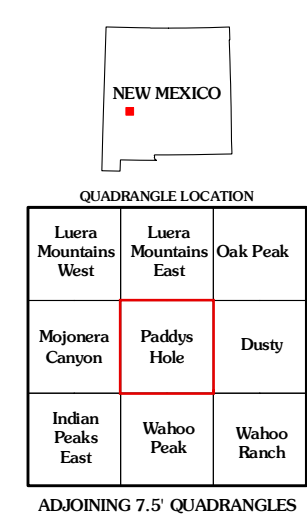 NEW MEXICO
QUADRANGLE LOCATION
Luera
Mountains
West
Luera
Mountains
East
Oak Peak
Mojonera
Canyon
Paddys
Hole
Dusty
Indian
Peaks
East
Wahoo
Peak
Wahoo
Ranch
ADJOINING 7.5' QUADRANGLES